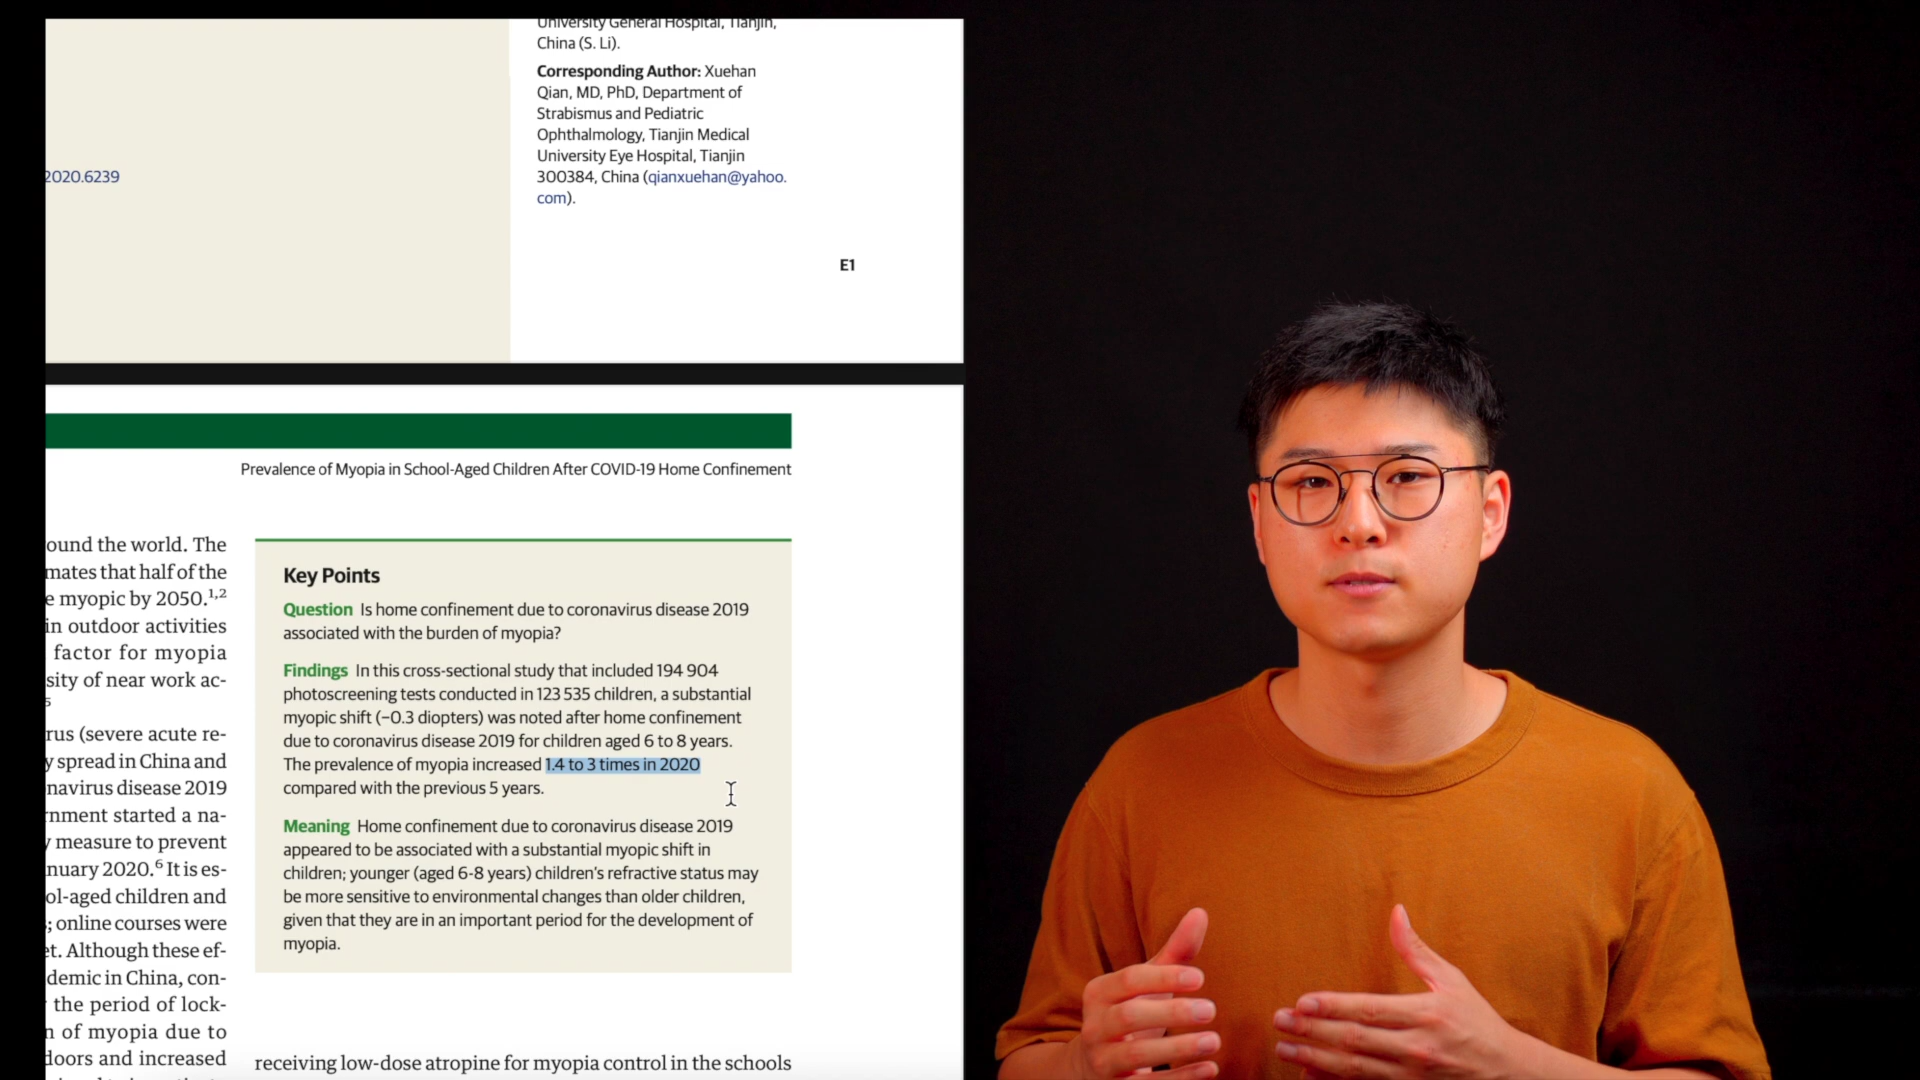 University General Hospital, Tianjin,
China (S. Li).
Corresponding Author: Xuehan
Qian, MD, PhD, Department of
Strabismus and Pediatric
Ophthalmology, Tianjin Medical
University Eye Hospital, Tianjin
300384, China (qianxuehan@yahoo.
com).
2020.6239
E1
Prevalence of Myopia in School-Aged Children After COVID-19 Home Confinement
ound the world. The
mates that half of the
e myopic by 2050.1,2
in outdoor activities
factor for myopia
sity of near work ac-
5
rus (severe acute re-
y spread in China and
navirus disease 2019
rnment started a na-
y measure to prevent
nuary 2020.6 It is es-
ol-aged children and
; online courses were
et. Although these ef-
demic in China, con-
the period of lock-
n of myopia due to
doors and increased
Key Points
Question Is home confinement due to coronavirus disease 2019
associated with the burden of myopia?
Findings In this cross-sectional study that included 194 904
photoscreening tests conducted in 123 535 children, a substantial
myopic shift (−0.3 diopters) was noted after home confinement
due to coronavirus disease 2019 for children aged 6 to 8 years.
The prevalence of myopia increased 1.4 to 3 times in 2020
compared with the previous 5 years.
Meaning Home confinement due to coronavirus disease 2019
appeared to be associated with a substantial myopic shift in
children; younger (aged 6-8 years) children's refractive status may
be more sensitive to environmental changes than older children,
given that they are in an important period for the development of
myopia.
receiving low-dose atropine for myopia control in the schools